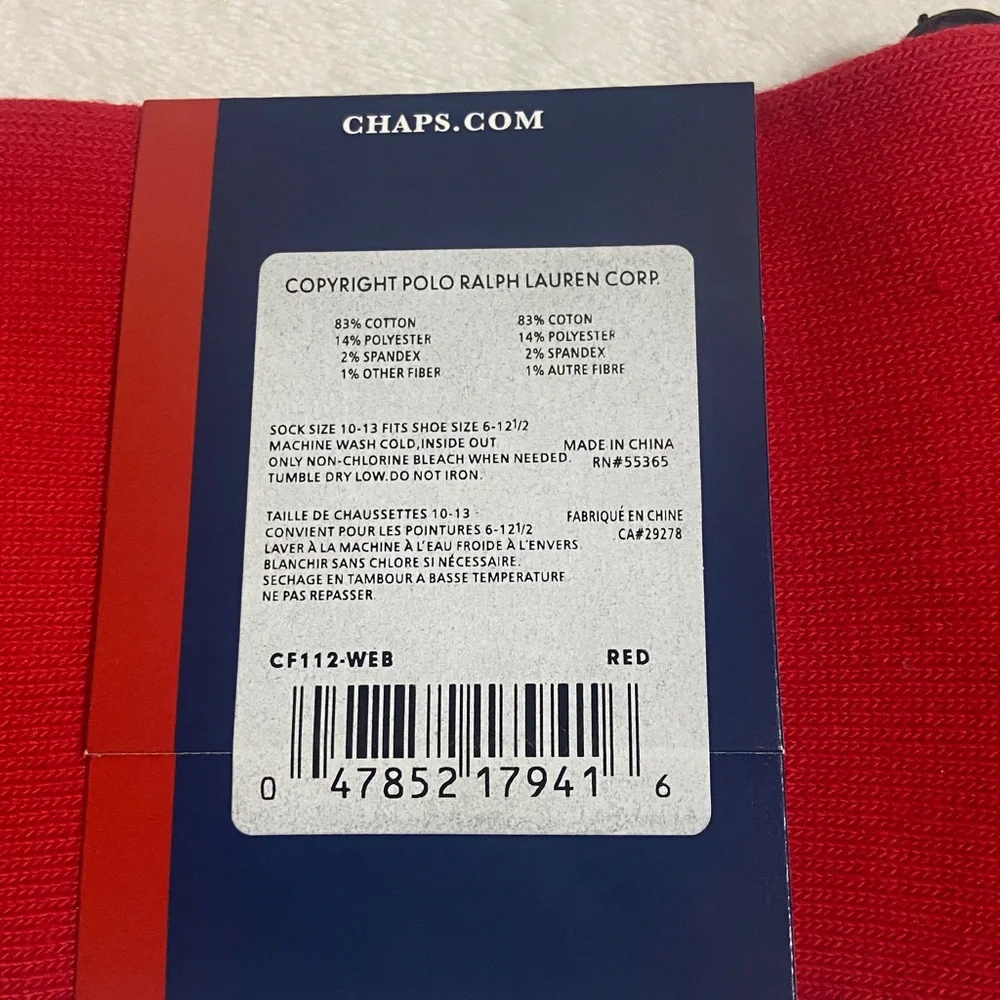 CHAPS.COM
COPYRIGHT POLO RALPH LAUREN CORP.
83% COTTON
14% POLYESTER
2% SPANDEX
1% OTHER FIBER
83% COTON
14% POLYESTER
2% SPANDEX
1% AUTRE FIBRE
SOCK SIZE 10-13 FITS SHOE SIZE 6-12 1/2
MACHINE WASH COLD,INSIDE OUT
ONLY NON-CHLORINE BLEACH WHEN NEEDED.
TUMBLE DRY LOW.DO NOT IRON.
MADE IN CHINA
RN#55365
TAILLE DE CHAUSSETTES 10-13
CONVIENT POUR LES POINTURES 6-12 1/2
LAVER À LA MACHINE À L'EAU FROIDE À L'ENVERS.
BLANCHIR SANS CHLORE SI NÉCESSAIRE.
SECHAGE EN TAMBOUR A BASSE TEMPERATURE
NE PAS REPASSER.
FABRIQUÉ EN CHINE
CA#29278
CF112-WEB RED
0 47852 17941 6